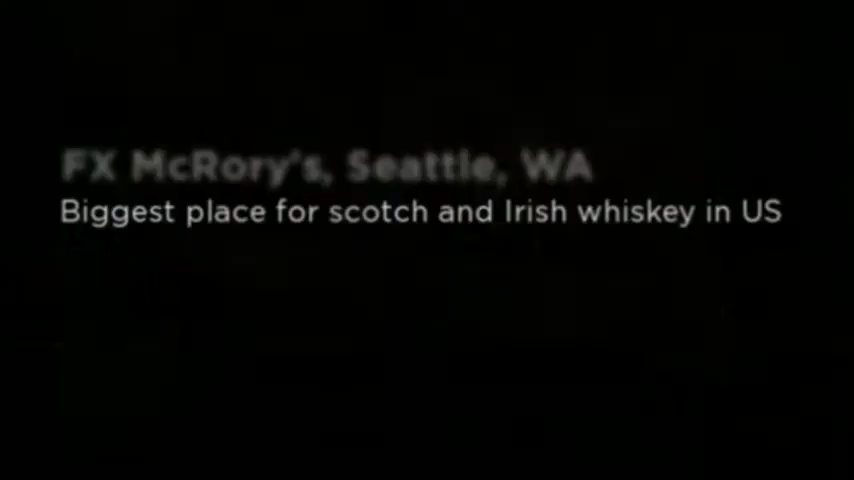 FX McRory's, Seattle, WA
Biggest place for scotch and Irish whiskey in US